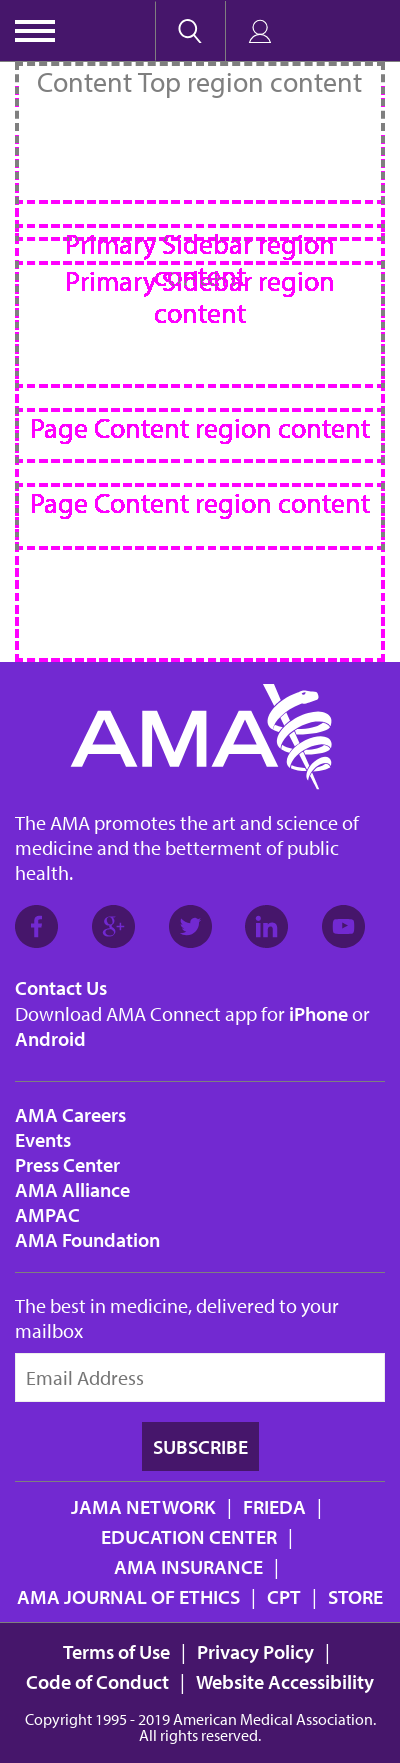 Content Top region content
Primary Sidebar region
content
Primary Sidebar region
content
Page Content region content
Page Content region content
AMA
The AMA promotes the art and science of
medicine and the betterment of public
health.
Contact Us
Download AMA Connect app for iPhone or
Android
AMA Careers
Events
Press Center
AMA Alliance
AMPAC
AMA Foundation
The best in medicine, delivered to your
mailbox
Email Address
SUBSCRIBE
JAMA NETWORK | FRIEDA |
EDUCATION CENTER |
AMA INSURANCE |
AMA JOURNAL OF ETHICS | CPT | STORE
Terms of Use | Privacy Policy |
Code of Conduct | Website Accessibility
Copyright 1995 - 2019 American Medical Association.
All rights reserved.